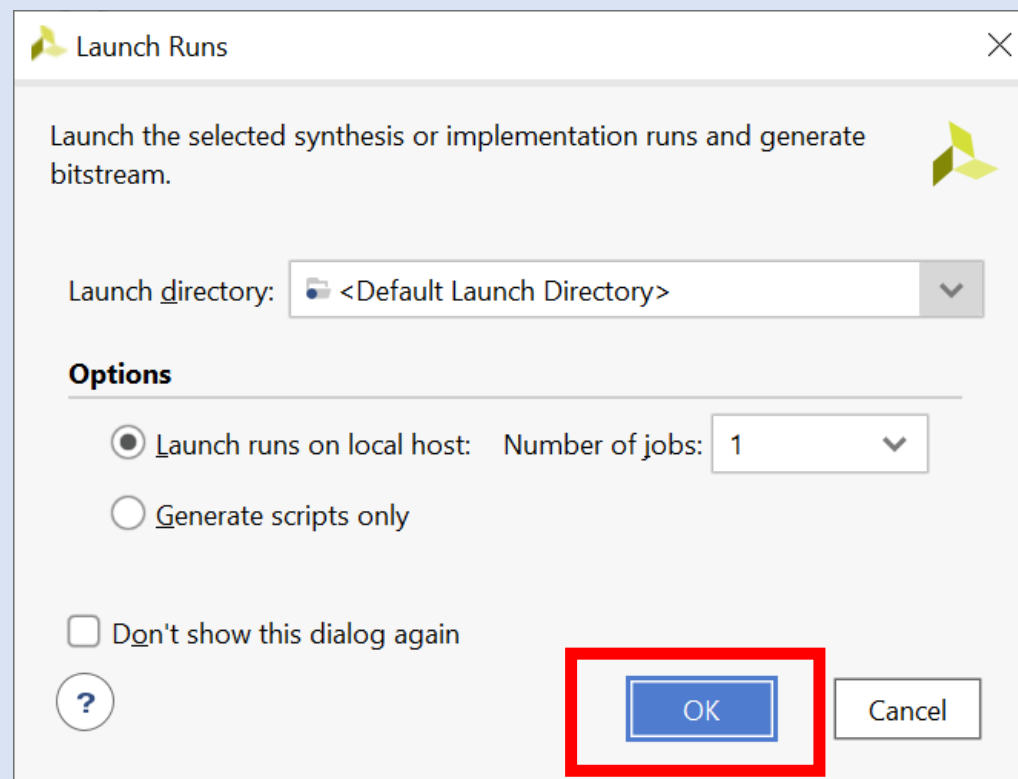 Launch Runs
Launch the selected synthesis or implementation runs and generate
bitstream.
Launch directory: <Default Launch Directory>
Options
Launch runs on local host: Number of jobs: 1
Generate scripts only
Don't show this dialog again
? OK Cancel